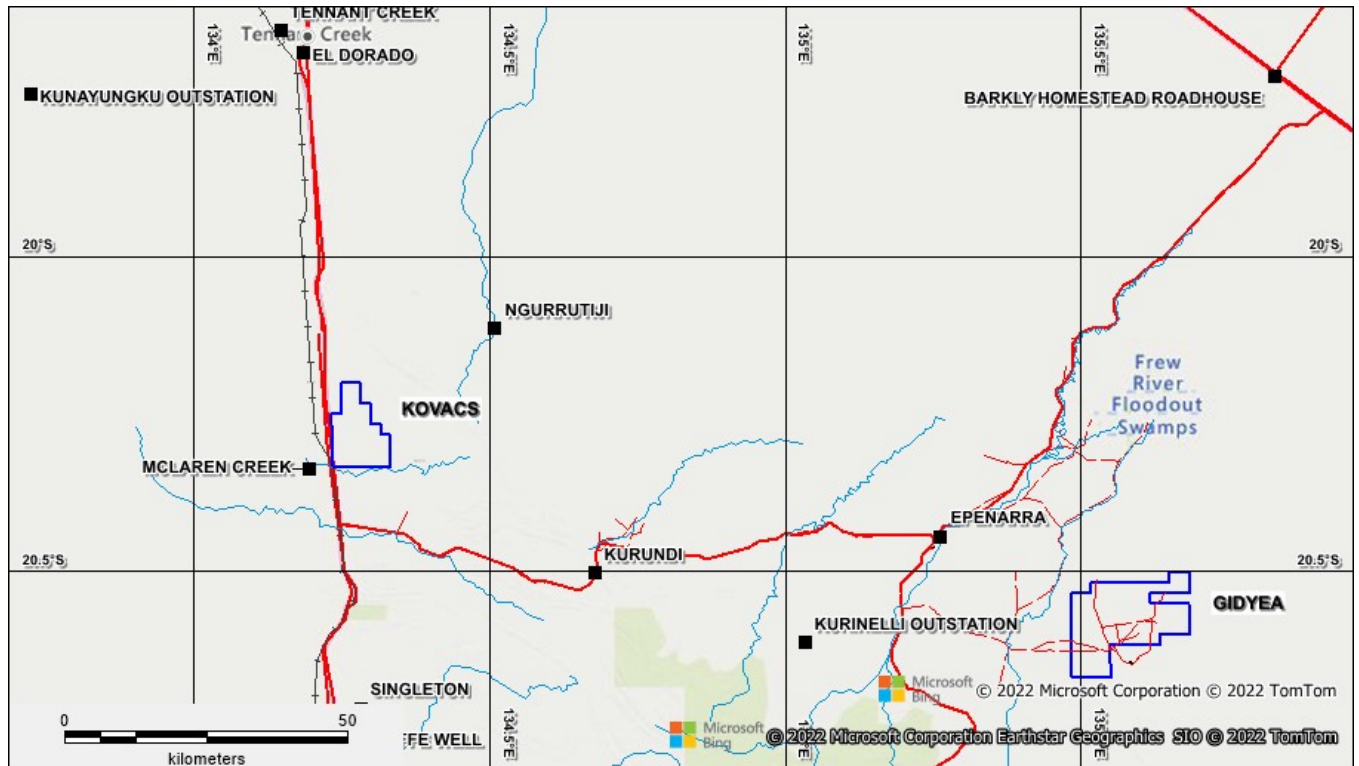 TENNANT CREEK
Tennant Creek
EL DORADO
KUNAYUNGKU OUTSTATION
134°E
134.5°E
135°E
135.5°E
BARKLY HOMESTEAD ROADHOUSE
20°S
20°S
NGURRUTIJI
KOVACS
Frew
River
Floodout
Swamps
MCLAREN CREEK
EPENARRA
KURUNDI
20.5°S
20.5°S
GIDYEA
KURINELLI OUTSTATION
SINGLETON
Microsoft
Bing
© 2022 Microsoft Corporation © 2022 TomTom
0
50
kilometers
FE WELL
134.5°E
Microsoft
Bing
135°E
© 2022 Microsoft Corporation Earthstar Geographics SIO © 2022 TomTom